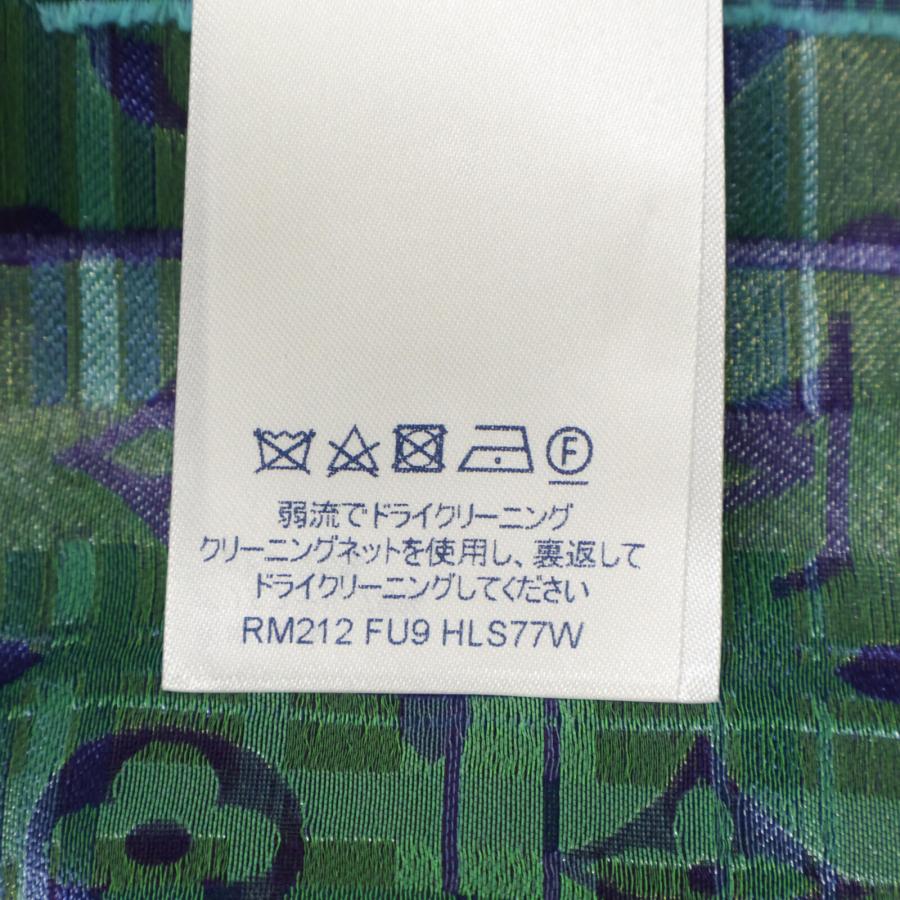 F
弱流でドライクリーニング
クリーニングネットを使用し、裏返して
ドライクリーニングしてください
RM212 FU9 HLS77W